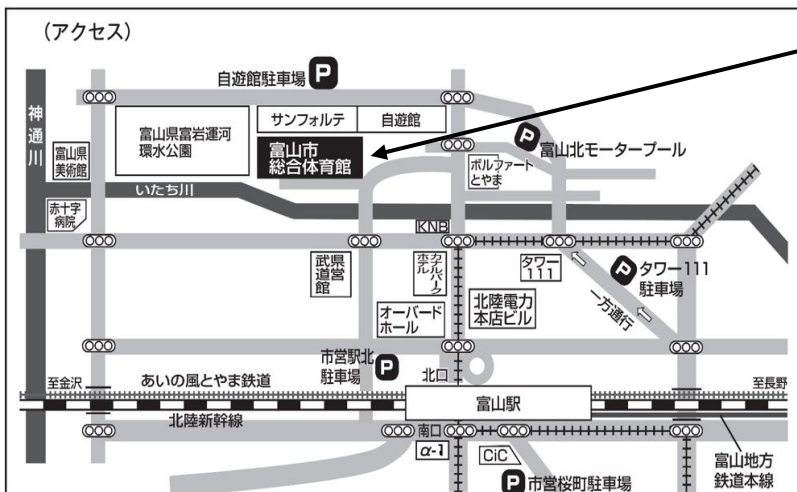 (アクセス)
自遊館駐車場 P
神通川
富山県
美術館
富山県富岩運河
環水公園
サンフォルテ
自遊館
富山市
総合体育館
P
富山北モータープール
ボルファート
とやま
いたち川
赤十字
病院
KNB
県営
武道館
カナルパーク
ホテル
タワー
111
P タワー111
駐車場
一方通行
オーバード
ホール
北陸電力
本店ビル
市営駅北
駐車場 P
北口
至金沢
あいの風とやま鉄道
至長野
富山駅
北陸新幹線
南口
α-1
CiC
P 市営桜町駐車場
富山地方
鉄道本線